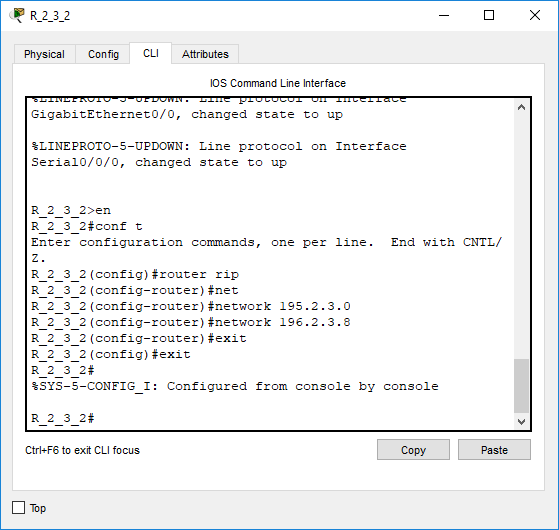 R_2_3_2
Physical
Config
CLI
Attributes
IOS Command Line Interface
%LINEPROTO-5-UPDOWN: Line protocol on Interface
GigabitEthernet0/0, changed state to up
%LINEPROTO-5-UPDOWN: Line protocol on Interface
Serial0/0/0, changed state to up
R_2_3_2>en
R_2_3_2#conf t
Enter configuration commands, one per line.  End with CNTL/
Z.
R_2_3_2(config)#router rip
R_2_3_2(config-router)#net
R_2_3_2(config-router)#network 195.2.3.0
R_2_3_2(config-router)#network 196.2.3.8
R_2_3_2(config-router)#exit
R_2_3_2(config)#exit
R_2_3_2#
%SYS-5-CONFIG_I: Configured from console by console
R_2_3_2#
Ctrl+F6 to exit CLI focus
Copy
Paste
Top